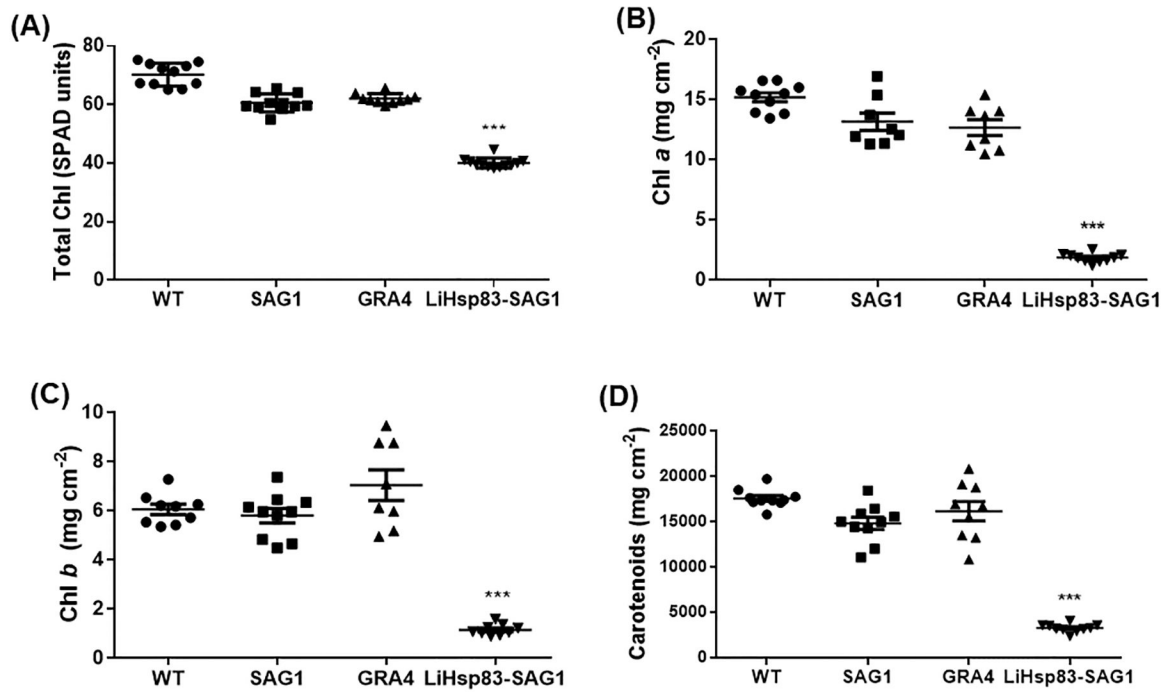 (A)
Total Chl (SPAD units)
80
60
40
20
0
***
WT SAG1 GRA4 LiHsp83-SAG1
(B)
Chl a (mg cm⁻²)
20
15
10
5
0
***
WT SAG1 GRA4 LiHsp83-SAG1
(C)
Chl b (mg cm⁻²)
10
8
6
4
2
0
***
WT SAG1 GRA4 LiHsp83-SAG1
(D)
Carotenoids (mg cm⁻²)
25000
20000
15000
10000
5000
0
***
WT SAG1 GRA4 LiHsp83-SAG1